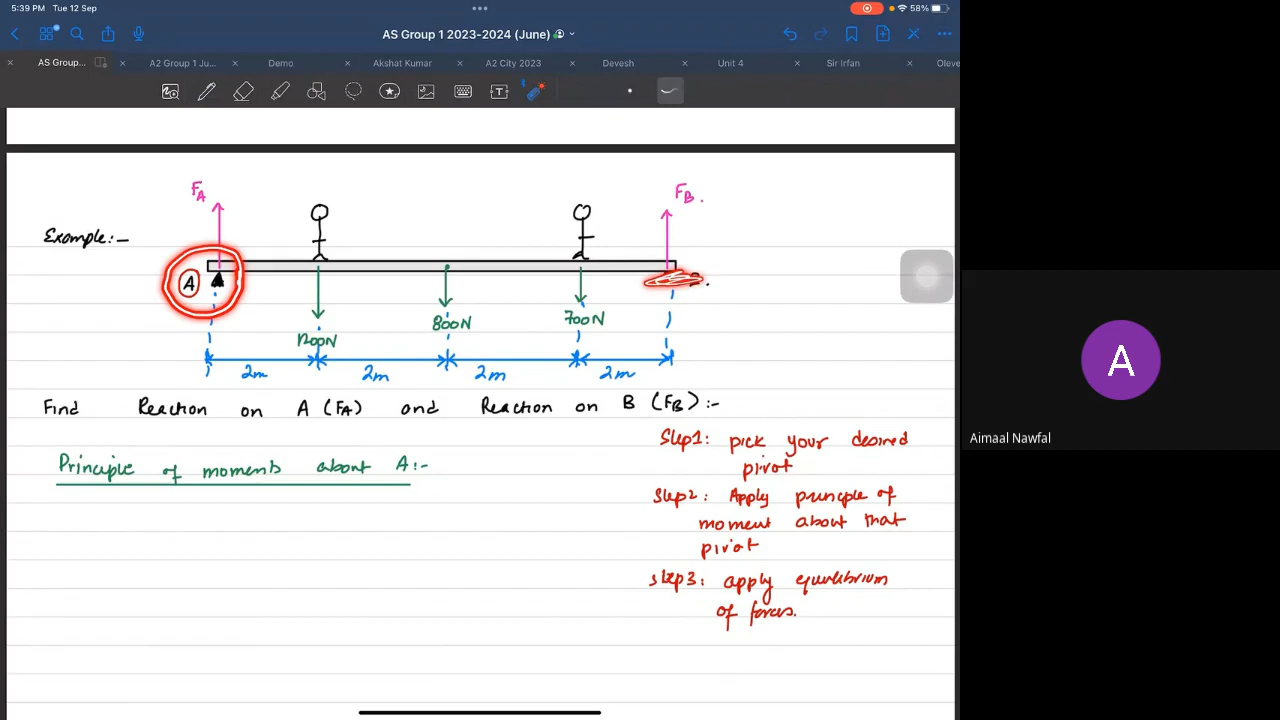 5:39 PM Tue 12 Sep
58%
AS Group 1 2023-2024 (June)
AS Group...
A2 Group 1 Ju...
Demo
Akshat Kumar
A2 City 2023
Devesh
Unit 4
Sir Irfan
Oleve
FA
FB.
Example:-
A
1200N
800N
700N
2m
2m
2m
2m
Find Reaction on A (FA) and Reaction on B (FB):-
Principle of moments about A:-
Step1: pick your desired
pivot
Step2: Apply principle of
moment about that
pivot
Step3: apply equilibrium
of forces.
A
Aimaal Nawfal